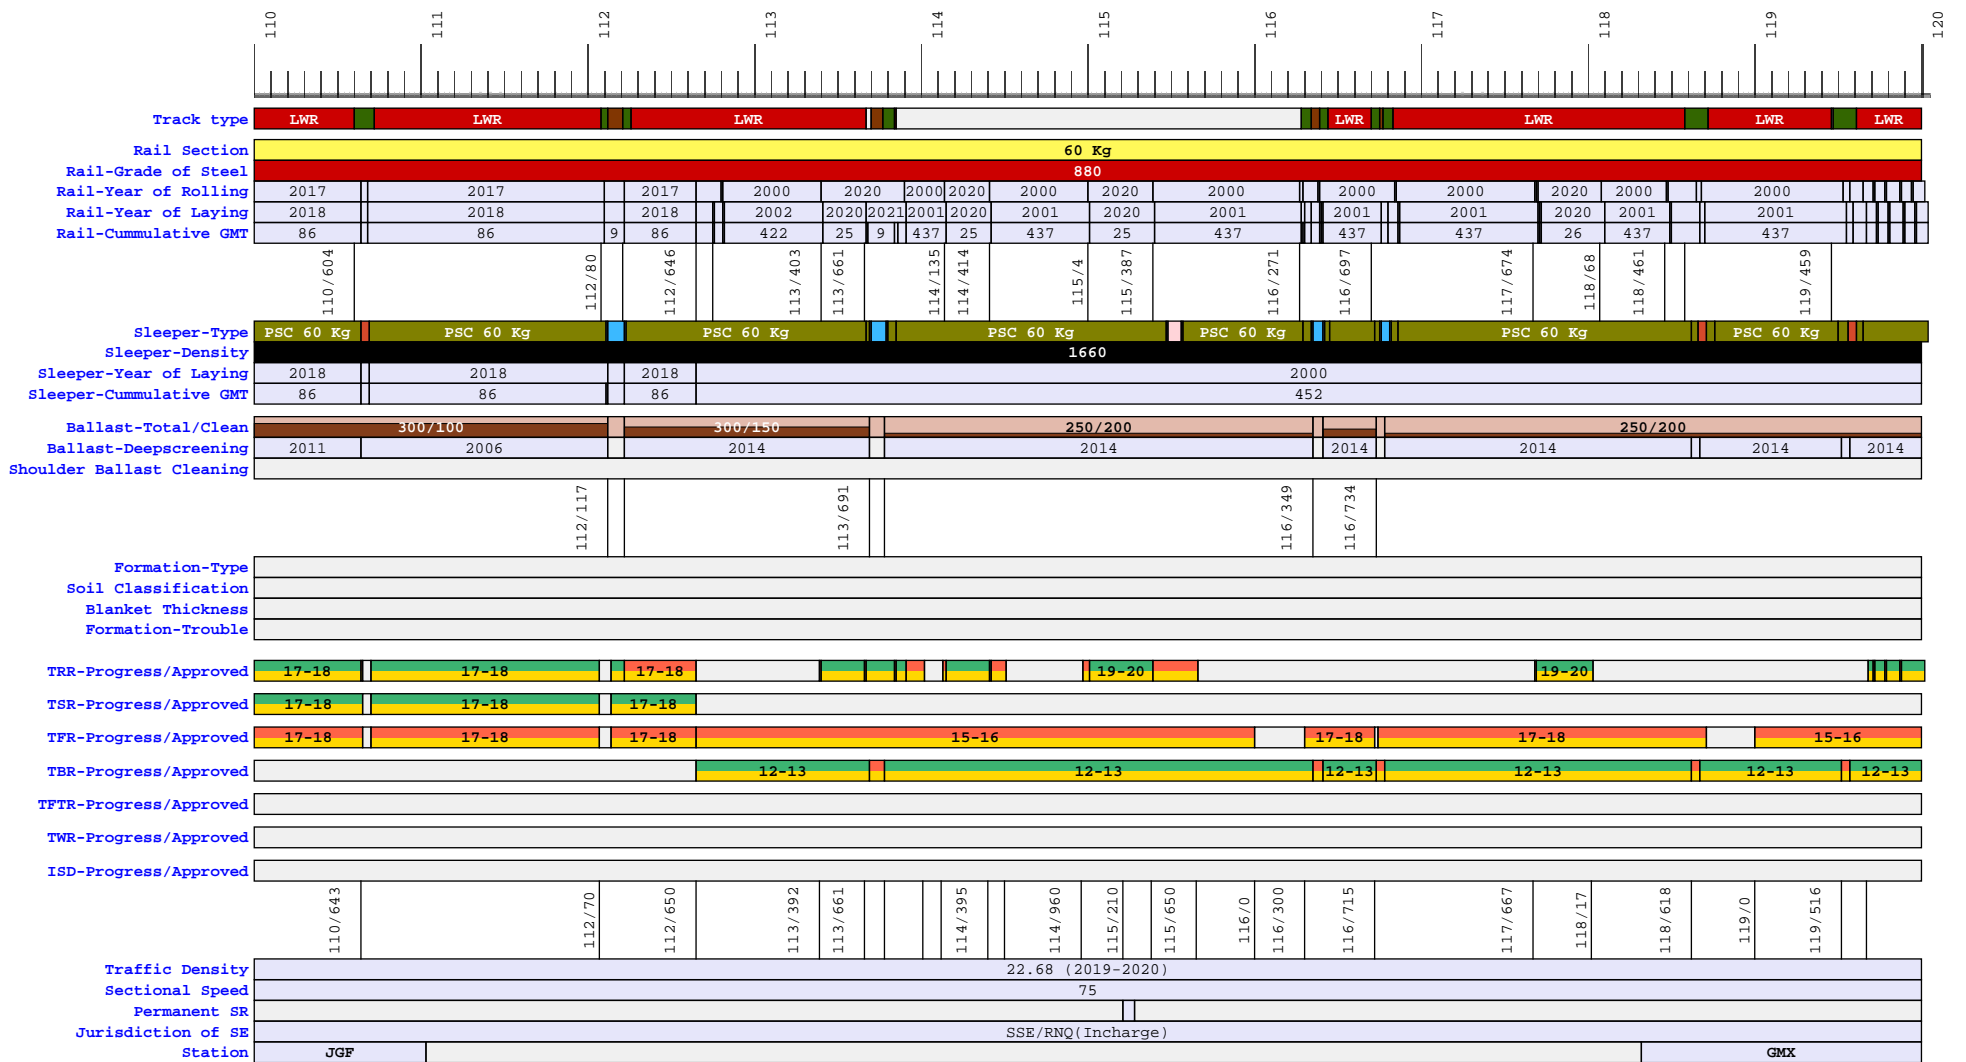 110 111 112 113 114 115 116 117 118 119 120
Track type LWR LWR LWR LWR LWR LWR LWR
Rail Section 60 Kg
Rail-Grade of Steel 880
Rail-Year of Rolling 2017 2017 2017 2000 2020 2000 2020 2000 2020 2000 2000 2000 2020 2000 2000
Rail-Year of Laying 2018 2018 2018 2002 2020 2021 2001 2020 2001 2020 2001 2001 2001 2020 2001 2001
Rail-Cummulative GMT 86 86 9 86 422 25 9 437 25 437 25 437 437 437 26 437 437
110/604 112/80 112/646 113/403 113/661 114/135 114/414 115/4 115/387 116/271 116/697 117/674 118/68 118/461 119/459
Sleeper-Type PSC 60 Kg PSC 60 Kg PSC 60 Kg PSC 60 Kg PSC 60 Kg PSC 60 Kg PSC 60 Kg
Sleeper-Density 1660
Sleeper-Year of Laying 2018 2018 2018 2000
Sleeper-Cummulative GMT 86 86 86 452
Ballast-Total/Clean 300/100 300/150 250/200 250/200
Ballast-Deepscreening 2011 2006 2014 2014 2014 2014 2014 2014
Shoulder Ballast Cleaning
112/117 113/691 116/349 116/734
Formation-Type
Soil Classification
Blanket Thickness
Formation-Trouble
TRR-Progress/Approved 17-18 17-18 17-18 19-20 19-20
TSR-Progress/Approved 17-18 17-18 17-18
TFR-Progress/Approved 17-18 17-18 17-18 15-16 17-18 17-18 15-16
TBR-Progress/Approved 12-13 12-13 12-13 12-13 12-13 12-13
TFTR-Progress/Approved
TWR-Progress/Approved
ISD-Progress/Approved
110/643 112/70 112/650 113/392 113/661 114/395 114/960 115/210 115/650 116/0 116/300 116/715 117/667 118/17 118/618 119/0 119/516
Traffic Density 22.68 (2019-2020)
Sectional Speed 75
Permanent SR
Jurisdiction of SE SSE/RNQ(Incharge)
Station JGF GMX